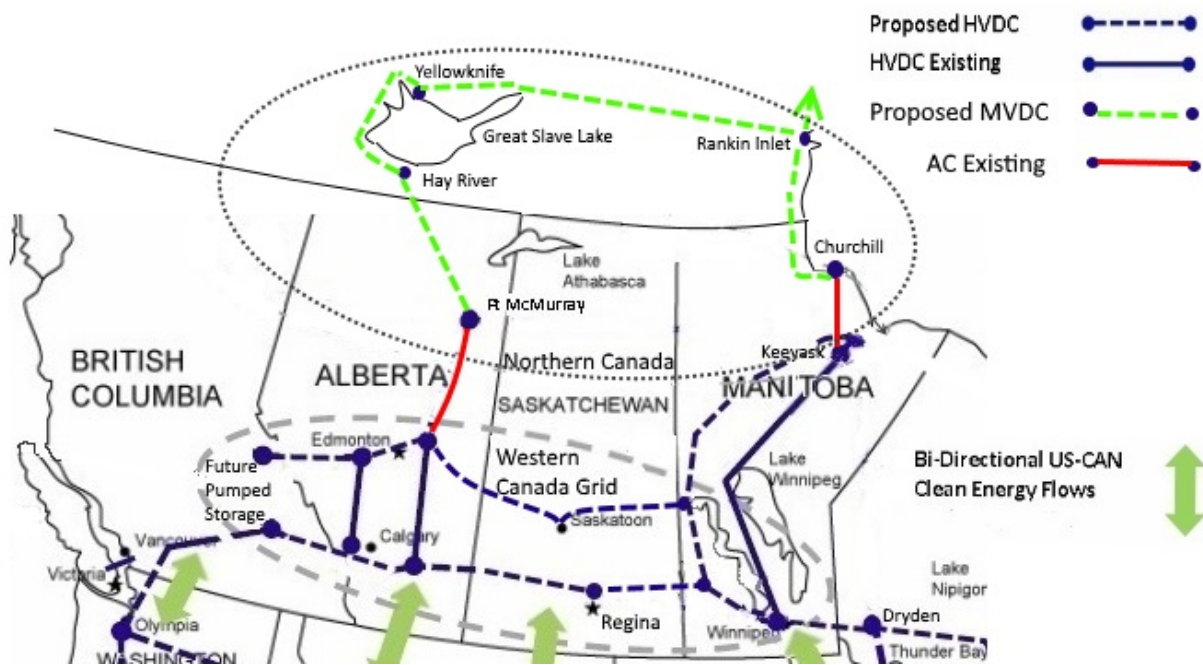 Proposed HVDC
HVDC Existing
Proposed MVDC
AC Existing
Yellowknife
Great Slave Lake
Rankin Inlet
Hay River
Churchill
Lake
Athabasca
Ft McMurray
Keeyask
Northern Canada
BRITISH
COLUMBIA
ALBERTA
MANITOBA
SASKATCHEWAN
Edmonton
Western
Canada Grid
Lake
Winnipeg
Bi-Directional US-CAN
Clean Energy Flows
Future
Pumped
Storage
Saskatoon
Calgary
Vancouver
Victoria
Lake
Nipigon
Regina
Olympia
Winnipeg
Dryden
Thunder Bay
WASHINGTON